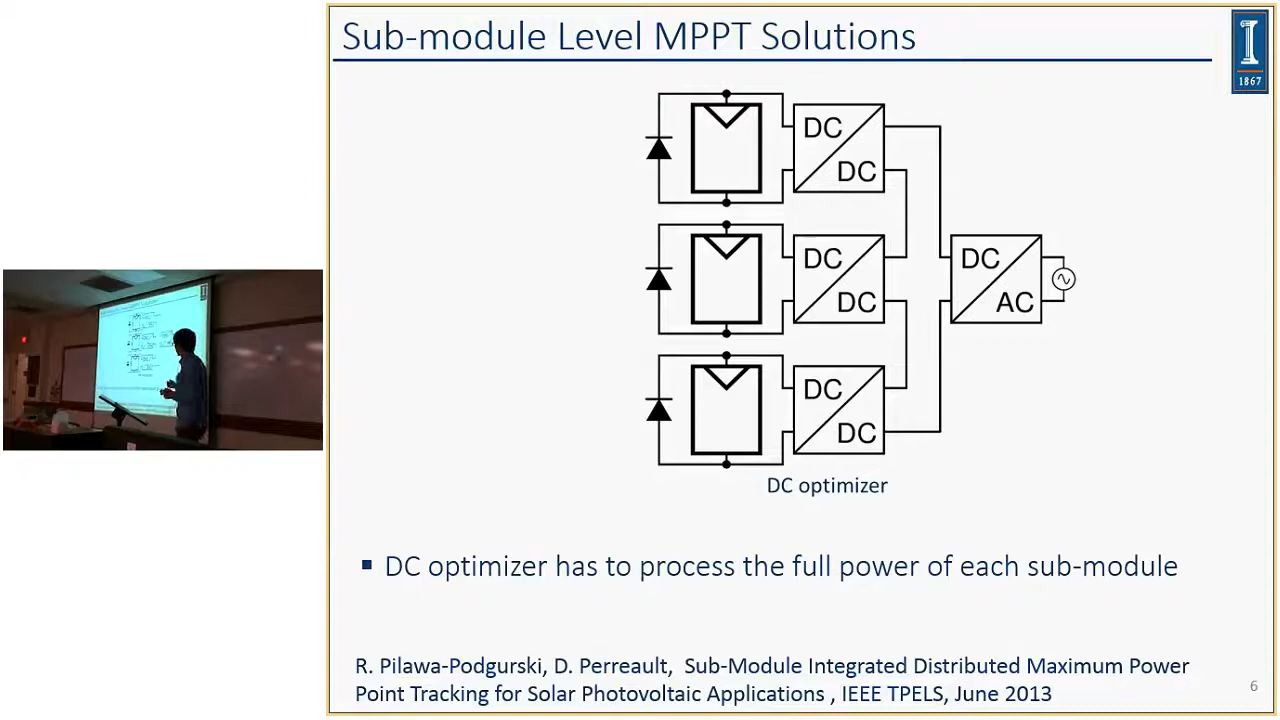 Sub-module Level MPPT Solutions
1867
DC
DC
DC
DC
DC
AC
DC
DC
DC optimizer
▪ DC optimizer has to process the full power of each sub-module
R. Pilawa-Podgurski, D. Perreault, Sub-Module Integrated Distributed Maximum Power
Point Tracking for Solar Photovoltaic Applications , IEEE TPELS, June 2013
6